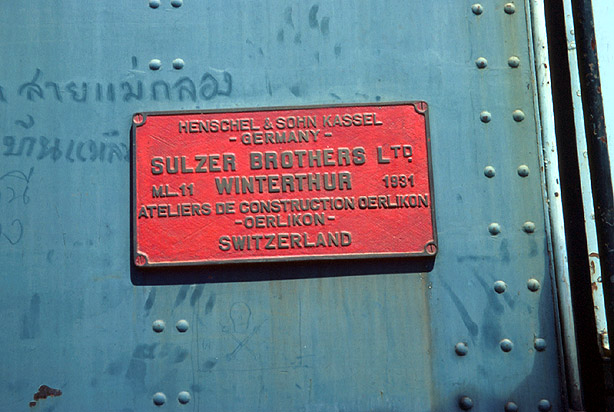 สายแม่กลอง
HENSCHEL & SOHN KASSEL
- GERMANY -
SULZER BROTHERS LTD.
M.L.11 WINTERTHUR 1931
ATELIERS DE CONSTRUCTION OERLIKON
- OERLIKON -
SWITZERLAND